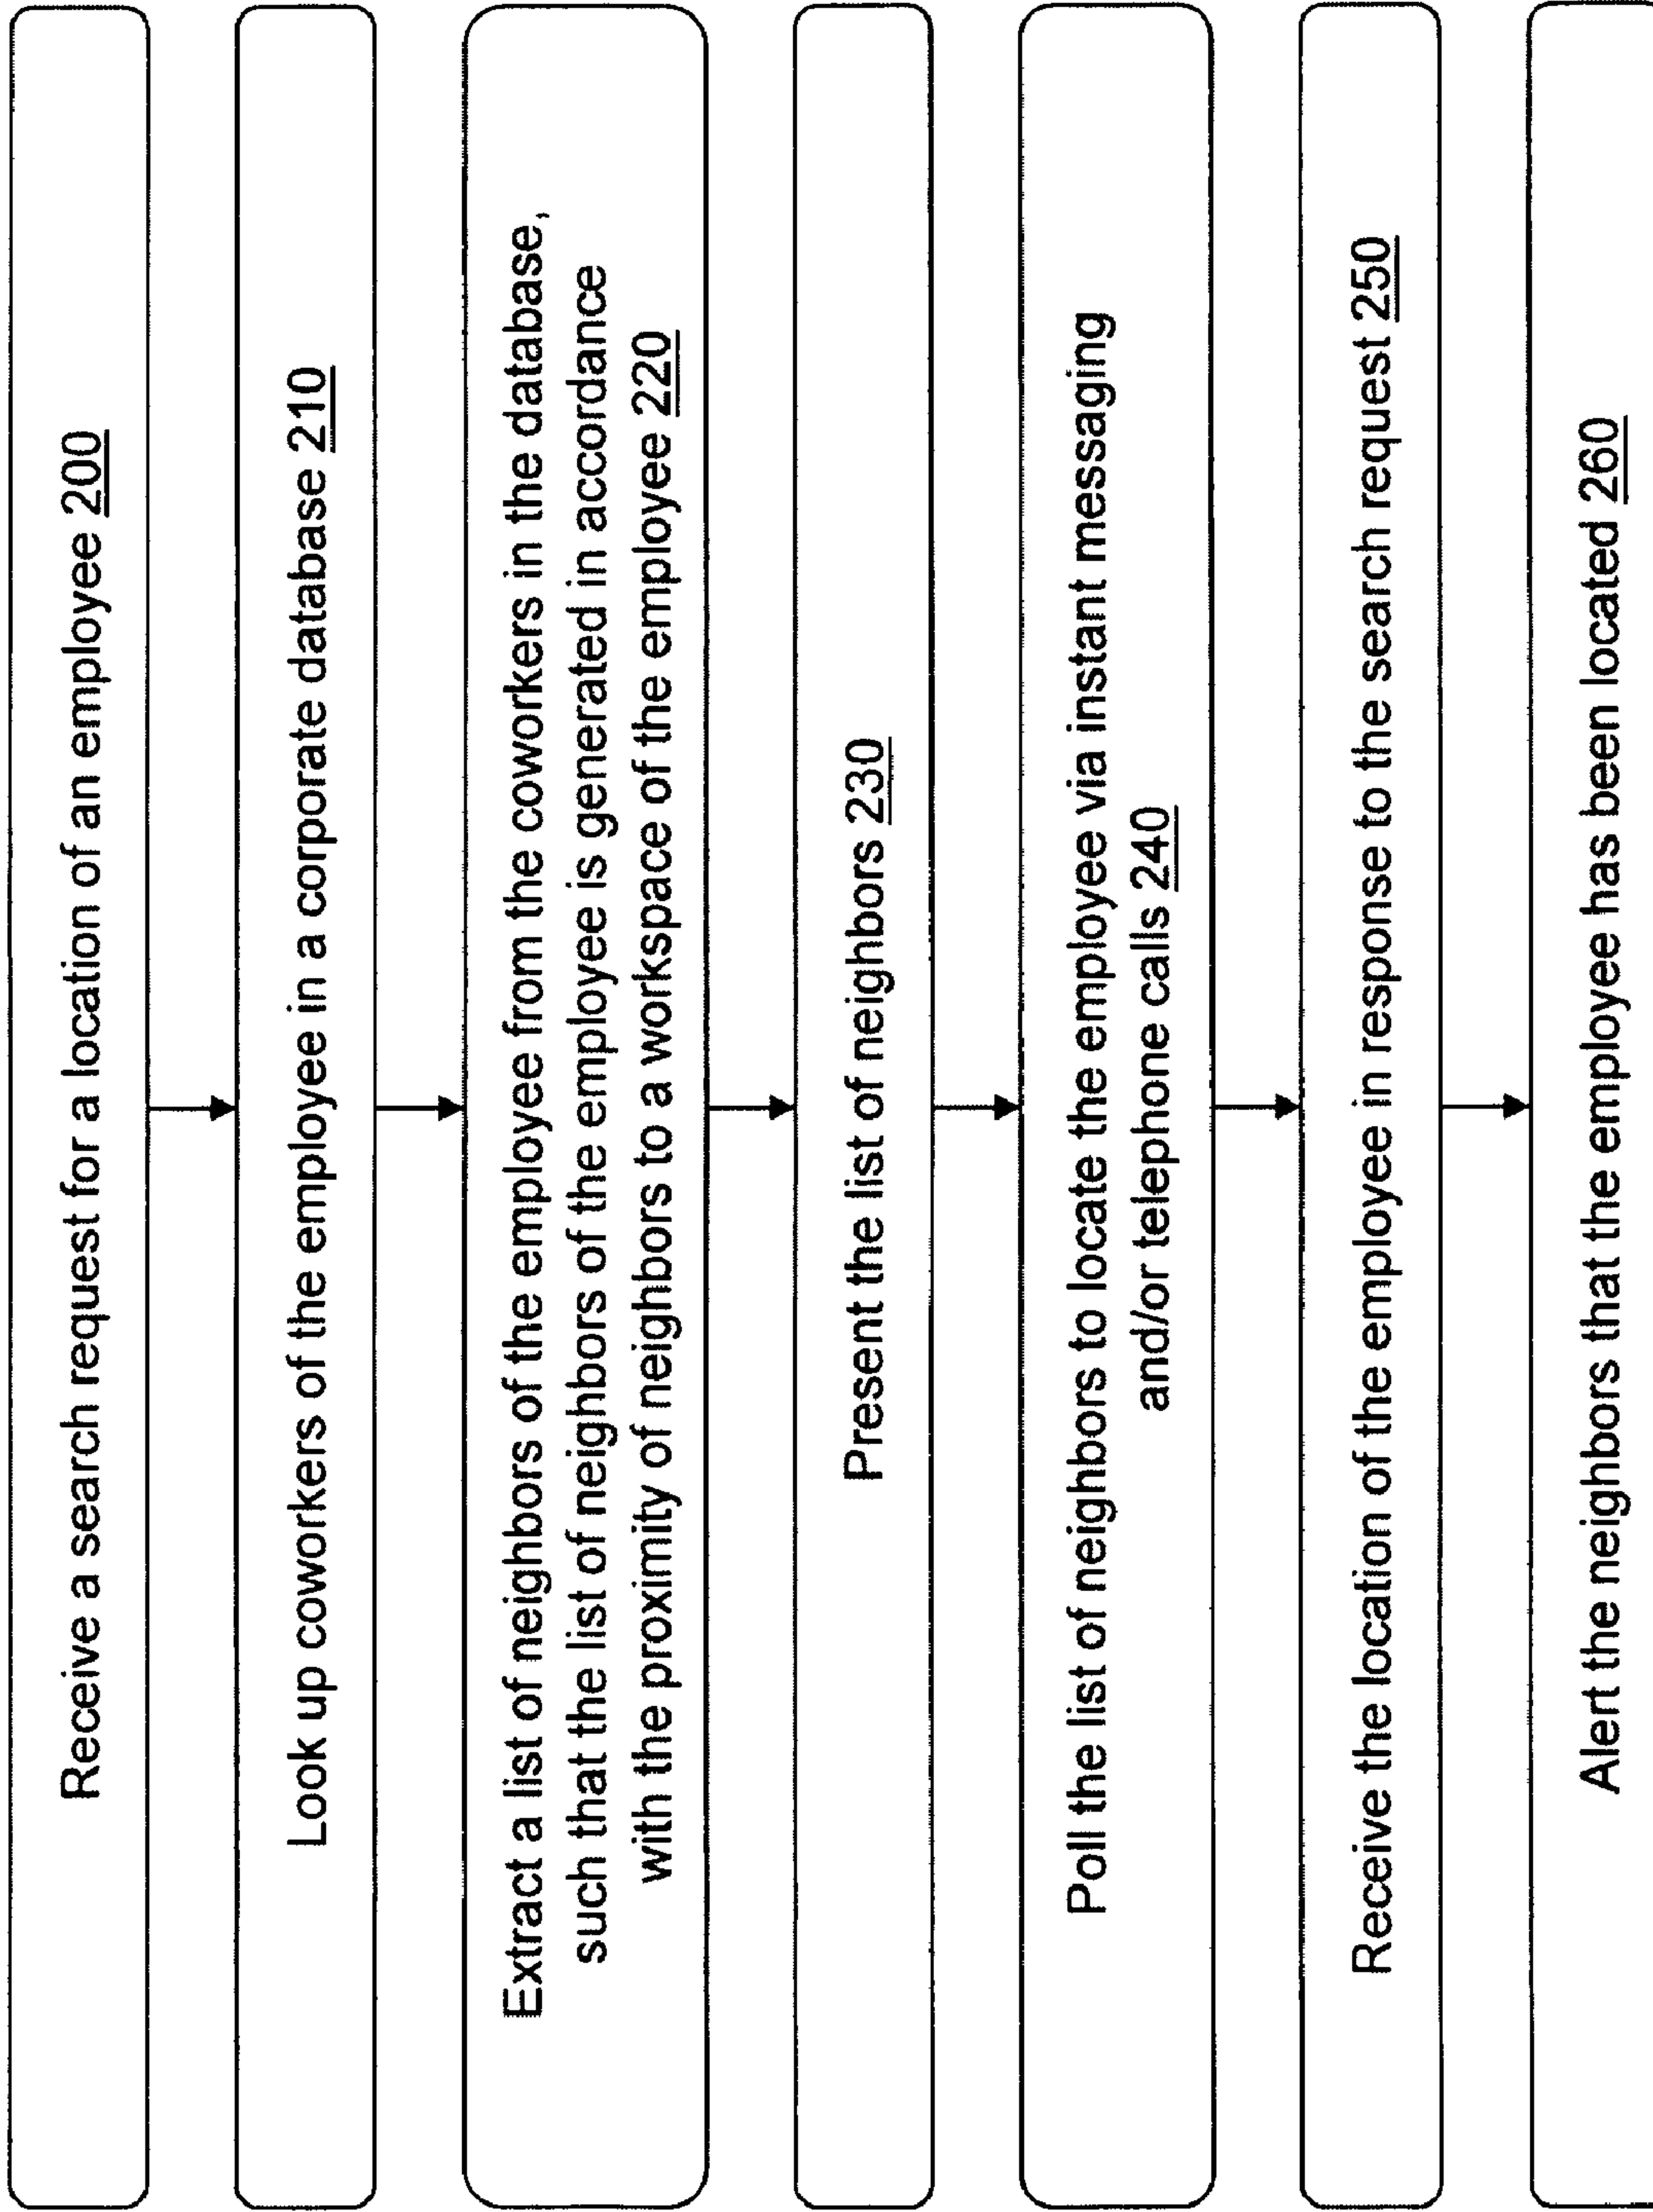 Receive a search request for a location of an employee 200
Look up coworkers of the employee in a corporate database 210
Extract a list of neighbors of the employee from the coworkers in the database,
such that the list of neighbors of the employee is generated in accordance
with the proximity of neighbors to a workspace of the employee 220
Present the list of neighbors 230
Poll the list of neighbors to locate the employee via instant messaging
and/or telephone calls 240
Receive the location of the employee in response to the search request 250
Alert the neighbors that the employee has been located 260